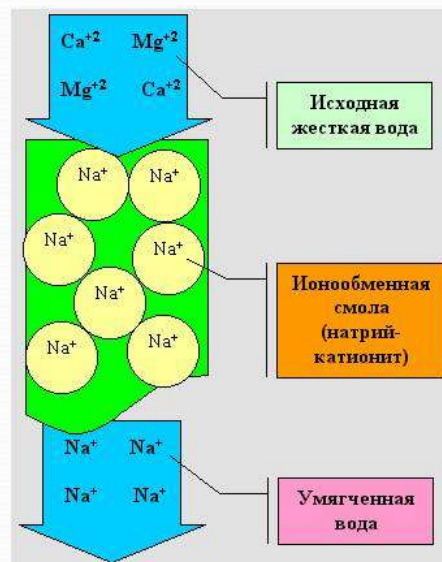 Ca⁺² Mg⁺²
Mg⁺² Ca⁺²
Исходная
жесткая вода
Na⁺ Na⁺
Na⁺ Na⁺
Na⁺
Na⁺ Na⁺
Ионообменная
смола
(натрий-
катионит)
Na⁺ Na⁺
Na⁺ Na⁺
Умягченная
вода